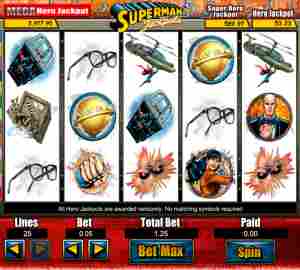 MEGA Hero Jackpot
SUPERMAN
Super Hero Jackpot
Hero Jackpot
All Hero Jackpots are awarded randomly. No matching symbols required
Lines
Bet
Total Bet
Paid
25
0.05
1.25
0.00
Bet Max
Spin